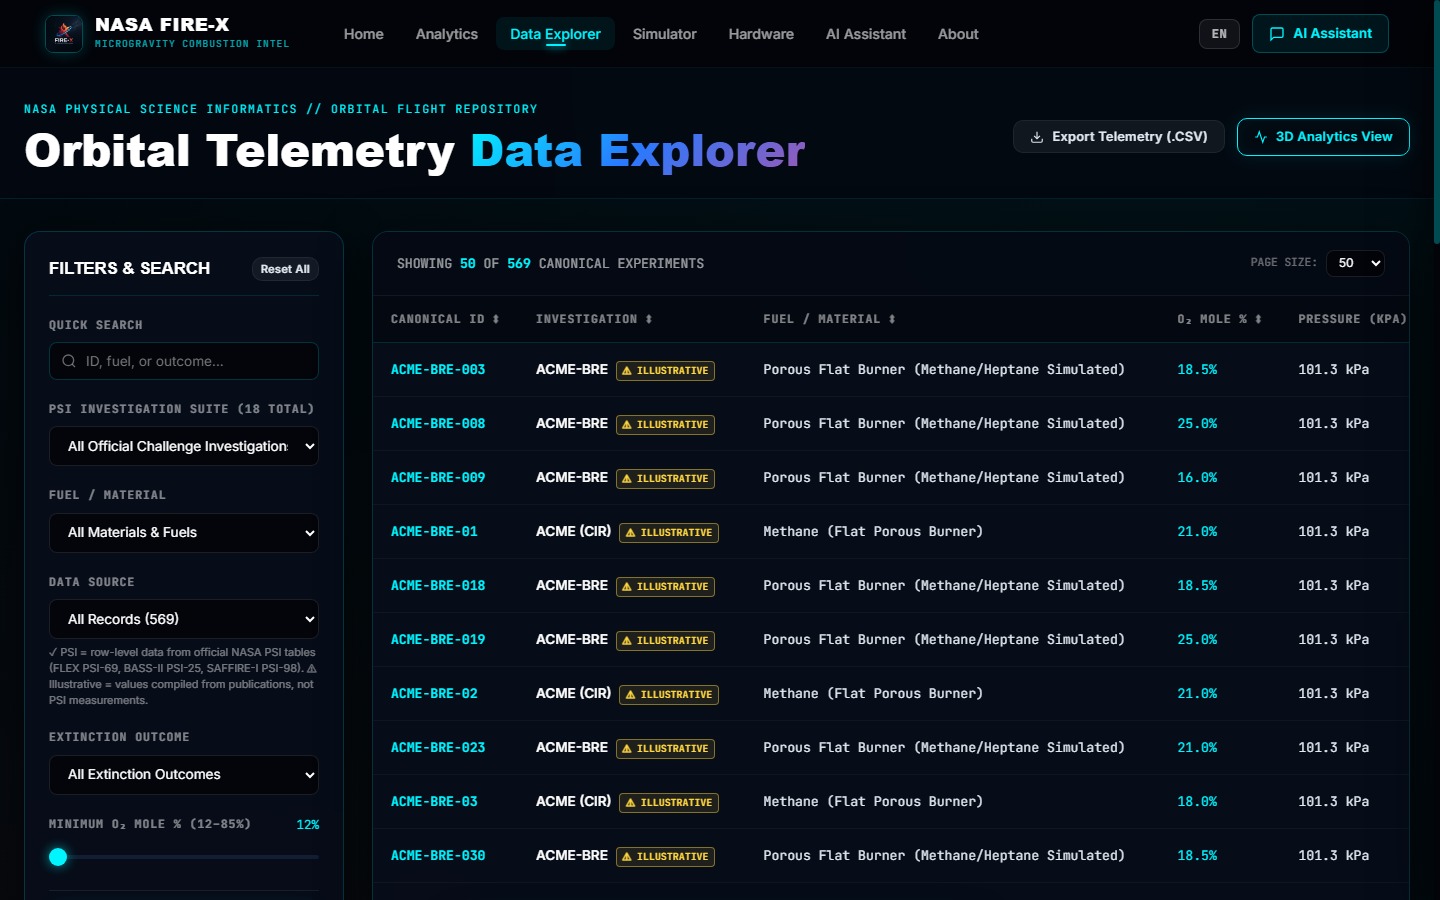 NASA FIRE-X
MICROGRAVITY COMBUSTION INTEL
Home
Analytics
Data Explorer
Simulator
Hardware
AI Assistant
About
EN
AI Assistant
NASA PHYSICAL SCIENCE INFORMATICS // ORBITAL FLIGHT REPOSITORY
Orbital Telemetry Data Explorer
Export Telemetry (.CSV)
3D Analytics View
FILTERS & SEARCH
Reset All
QUICK SEARCH
ID, fuel, or outcome...
PSI INVESTIGATION SUITE (18 TOTAL)
All Official Challenge Investigations
FUEL / MATERIAL
All Materials & Fuels
DATA SOURCE
All Records (569)
✓ PSI = row-level data from official NASA PSI tables
(FLEX PSI-69, BASS-II PSI-25, SAFFIRE-I PSI-98). ⚠
Illustrative = values compiled from publications, not
PSI measurements.
EXTINCTION OUTCOME
All Extinction Outcomes
MINIMUM O₂ MOLE % (12–85%) 12%
SHOWING 50 OF 569 CANONICAL EXPERIMENTS
PAGE SIZE: 50
CANONICAL ID ⇕ INVESTIGATION ⇕ FUEL / MATERIAL ⇕ O₂ MOLE % ⇕ PRESSURE (KPA)
ACME-BRE-003 ACME-BRE ⚠ ILLUSTRATIVE Porous Flat Burner (Methane/Heptane Simulated) 18.5% 101.3 kPa
ACME-BRE-008 ACME-BRE ⚠ ILLUSTRATIVE Porous Flat Burner (Methane/Heptane Simulated) 25.0% 101.3 kPa
ACME-BRE-009 ACME-BRE ⚠ ILLUSTRATIVE Porous Flat Burner (Methane/Heptane Simulated) 16.0% 101.3 kPa
ACME-BRE-01 ACME (CIR) ⚠ ILLUSTRATIVE Methane (Flat Porous Burner) 21.0% 101.3 kPa
ACME-BRE-018 ACME-BRE ⚠ ILLUSTRATIVE Porous Flat Burner (Methane/Heptane Simulated) 18.5% 101.3 kPa
ACME-BRE-019 ACME-BRE ⚠ ILLUSTRATIVE Porous Flat Burner (Methane/Heptane Simulated) 25.0% 101.3 kPa
ACME-BRE-02 ACME (CIR) ⚠ ILLUSTRATIVE Methane (Flat Porous Burner) 21.0% 101.3 kPa
ACME-BRE-023 ACME-BRE ⚠ ILLUSTRATIVE Porous Flat Burner (Methane/Heptane Simulated) 21.0% 101.3 kPa
ACME-BRE-03 ACME (CIR) ⚠ ILLUSTRATIVE Methane (Flat Porous Burner) 18.0% 101.3 kPa
ACME-BRE-030 ACME-BRE ⚠ ILLUSTRATIVE Porous Flat Burner (Methane/Heptane Simulated) 18.5% 101.3 kPa